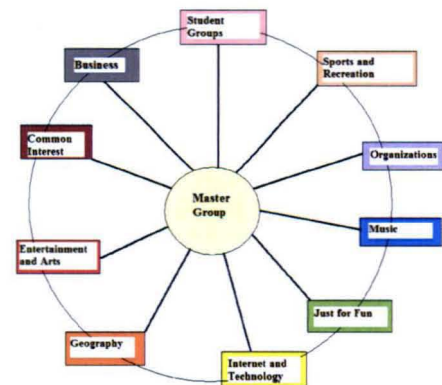 Student
Groups
Sports and
Recreation
Organizations
Music
Just for Fun
Internet and
Technology
Geography
Entertainment
and Arts
Common
Interest
Business
Master
Group